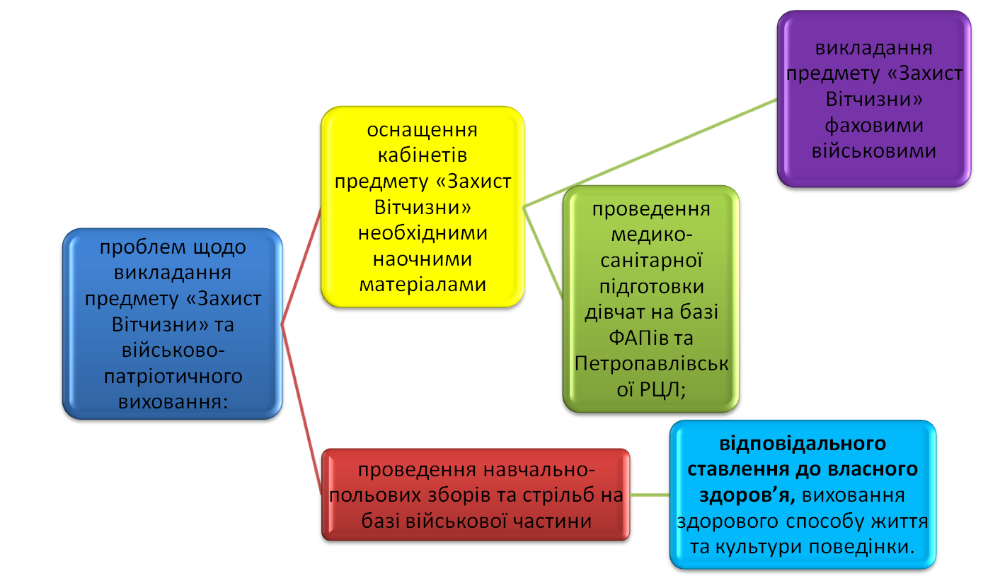 проблем щодо
викладання
предмету «Захист
Вітчизни» та
військово-
патріотичного
виховання:
оснащення
кабінетів
предмету «Захист
Вітчизни»
необхідними
наочними
матеріалами
викладання
предмету «Захист
Вітчизни»
фаховими
військовими
проведення
медико-
санітарної
підготовки
дівчат на базі
ФАПів та
Петропавлівськ
ої РЦЛ;
проведення навчально-
польових зборів та стрільб на
базі військової частини
відповідального
ставлення до власного
здоров’я, виховання
здорового способу життя
та культури поведінки.